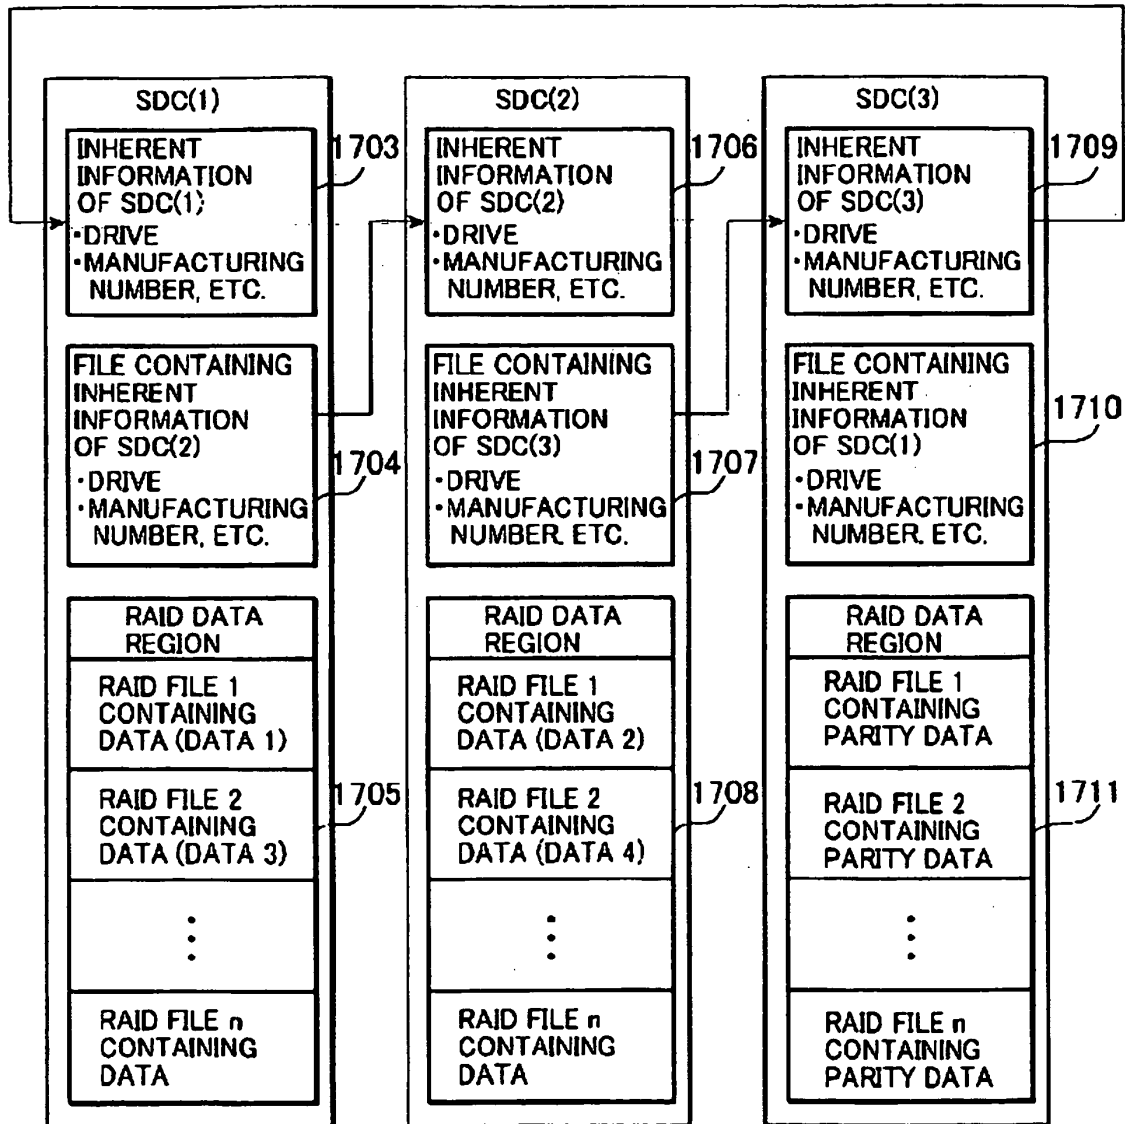 SDC(1)
INHERENT
INFORMATION
OF SDC(1)
・DRIVE
・MANUFACTURING
NUMBER, ETC.
1703
FILE CONTAINING
INHERENT
INFORMATION
OF SDC(2)
・DRIVE
・MANUFACTURING
NUMBER, ETC.
1704
RAID DATA
REGION
RAID FILE 1
CONTAINING
DATA (DATA 1)
RAID FILE 2
CONTAINING
DATA (DATA 3)
1705
RAID FILE n
CONTAINING
DATA
SDC(2)
INHERENT
INFORMATION
OF SDC(2)
・DRIVE
・MANUFACTURING
NUMBER, ETC.
1706
FILE CONTAINING
INHERENT
INFORMATION
OF SDC(3)
・DRIVE
・MANUFACTURING
NUMBER. ETC.
1707
RAID DATA
REGION
RAID FILE 1
CONTAINING
DATA (DATA 2)
RAID FILE 2
CONTAINING
DATA (DATA 4)
1708
RAID FILE n
CONTAINING
DATA
SDC(3)
INHERENT
INFORMATION
OF SDC(3)
・DRIVE
・MANUFACTURING
NUMBER, ETC.
1709
FILE CONTAINING
INHERENT
INFORMATION
OF SDC(1)
・DRIVE
・MANUFACTURING
NUMBER. ETC.
1710
RAID DATA
REGION
RAID FILE 1
CONTAINING
PARITY DATA
RAID FILE 2
CONTAINING
PARITY DATA
1711
RAID FILE n
CONTAINING
PARITY DATA